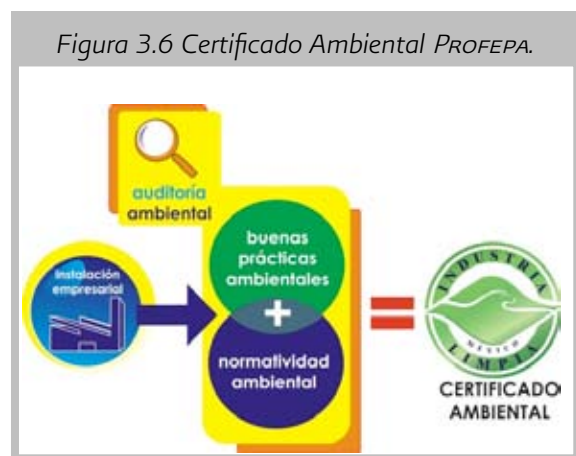 Figura 3.6 Certificado Ambiental PROFEPA.
auditoría
ambiental
instalación
empresarial
buenas
prácticas
ambientales
+
normatividad
ambiental
=
INDUSTRIA
MÉXICO
LIMPIA
CERTIFICADO
AMBIENTAL